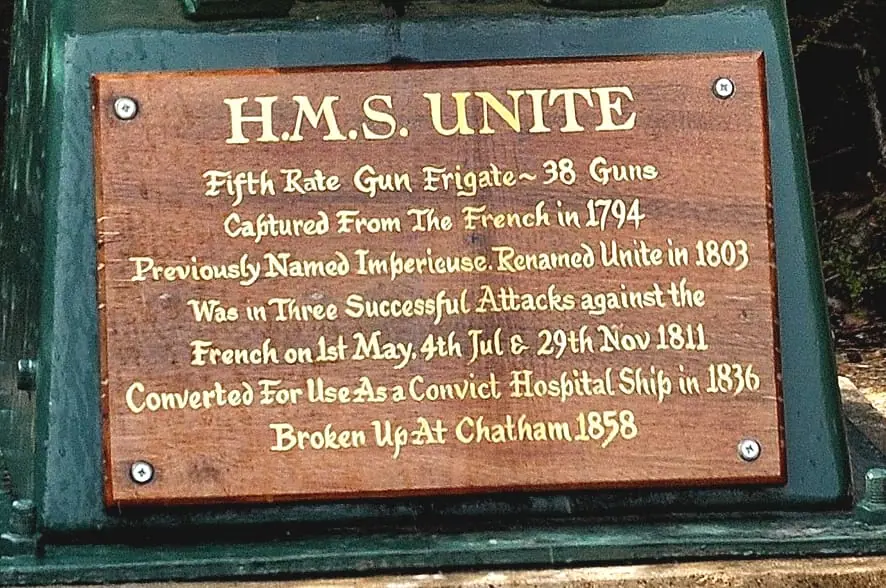 H.M.S. UNITE
Fifth Rate Gun Frigate ~ 38 Guns
Captured From The French in 1794
Previously Named Imperieuse. Renamed Unite in 1803
Was in Three Successful Attacks against the
French on 1st May, 4th Jul & 29th Nov 1811
Converted For Use As a Convict Hospital Ship in 1836
Broken Up At Chatham 1858